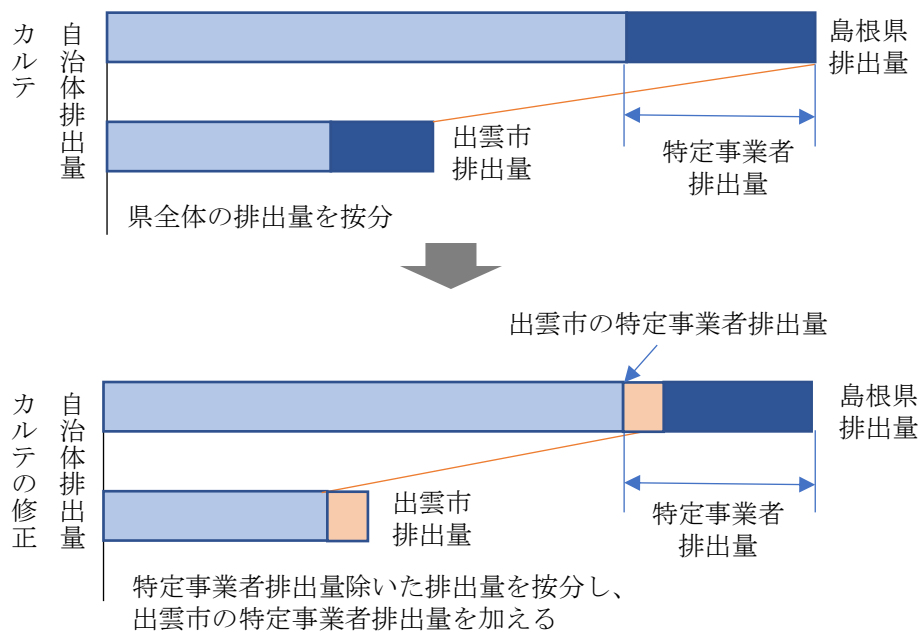 自治体排出量
カルテ
島根県
排出量
出雲市
排出量
特定事業者
排出量
県全体の排出量を按分
出雲市の特定事業者排出量
自治体排出量
カルテの修正
島根県
排出量
出雲市
排出量
特定事業者
排出量
特定事業者排出量除いた排出量を按分し、
出雲市の特定事業者排出量を加える